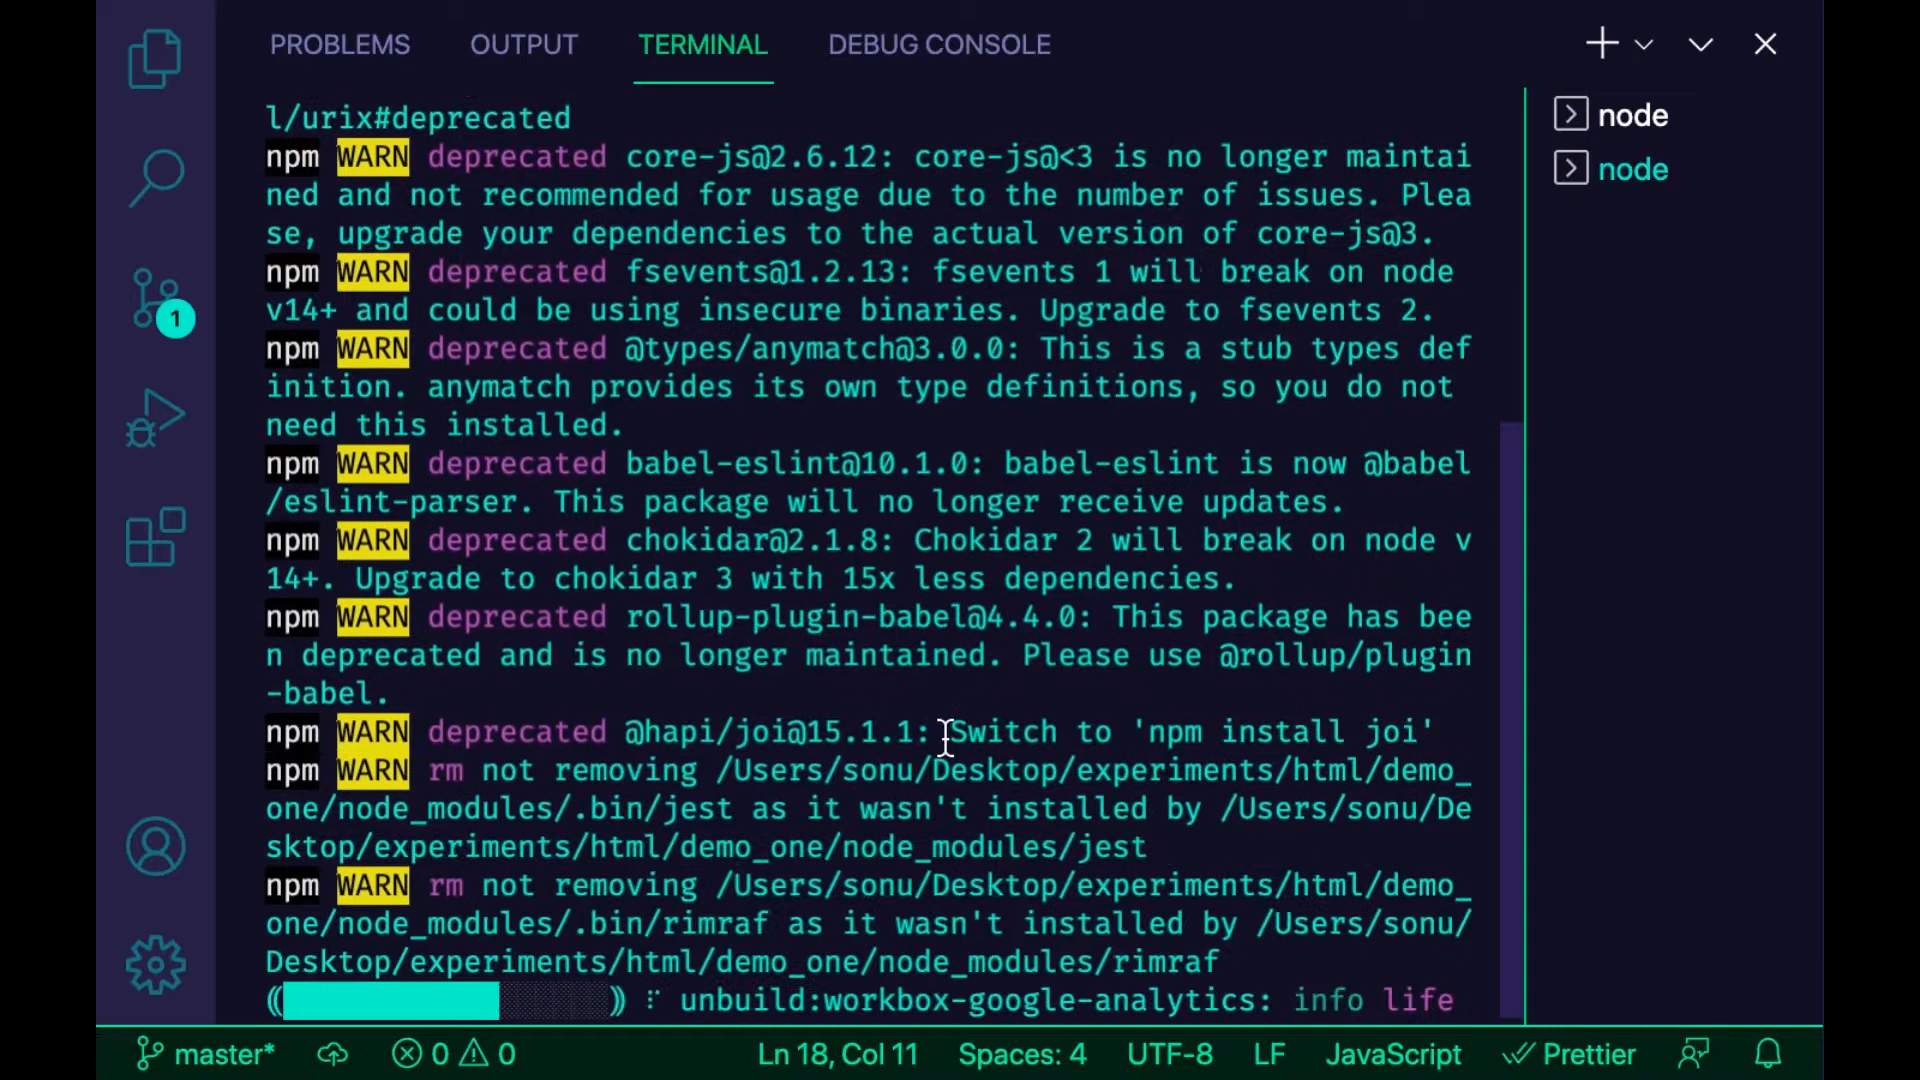 PROBLEMS OUTPUT TERMINAL DEBUG CONSOLE
l/urix#deprecated
npm WARN deprecated core-js@2.6.12: core-js@<3 is no longer maintai
ned and not recommended for usage due to the number of issues. Plea
se, upgrade your dependencies to the actual version of core-js@3.
npm WARN deprecated fsevents@1.2.13: fsevents 1 will break on node
v14+ and could be using insecure binaries. Upgrade to fsevents 2.
npm WARN deprecated @types/anymatch@3.0.0: This is a stub types def
inition. anymatch provides its own type definitions, so you do not
need this installed.
npm WARN deprecated babel-eslint@10.1.0: babel-eslint is now @babel
/eslint-parser. This package will no longer receive updates.
npm WARN deprecated chokidar@2.1.8: Chokidar 2 will break on node v
14+. Upgrade to chokidar 3 with 15x less dependencies.
npm WARN deprecated rollup-plugin-babel@4.4.0: This package has bee
n deprecated and is no longer maintained. Please use @rollup/plugin
-babel.
npm WARN deprecated @hapi/joi@15.1.1: Switch to 'npm install joi'
npm WARN rm not removing /Users/sonu/Desktop/experiments/html/demo_
one/node_modules/.bin/jest as it wasn't installed by /Users/sonu/De
sktop/experiments/html/demo_one/node_modules/jest
npm WARN rm not removing /Users/sonu/Desktop/experiments/html/demo_
one/node_modules/.bin/rimraf as it wasn't installed by /Users/sonu/
Desktop/experiments/html/demo_one/node_modules/rimraf
unbuild:workbox-google-analytics: info life
node
node
1
master* 0 0 Ln 18, Col 11 Spaces: 4 UTF-8 LF JavaScript Prettier